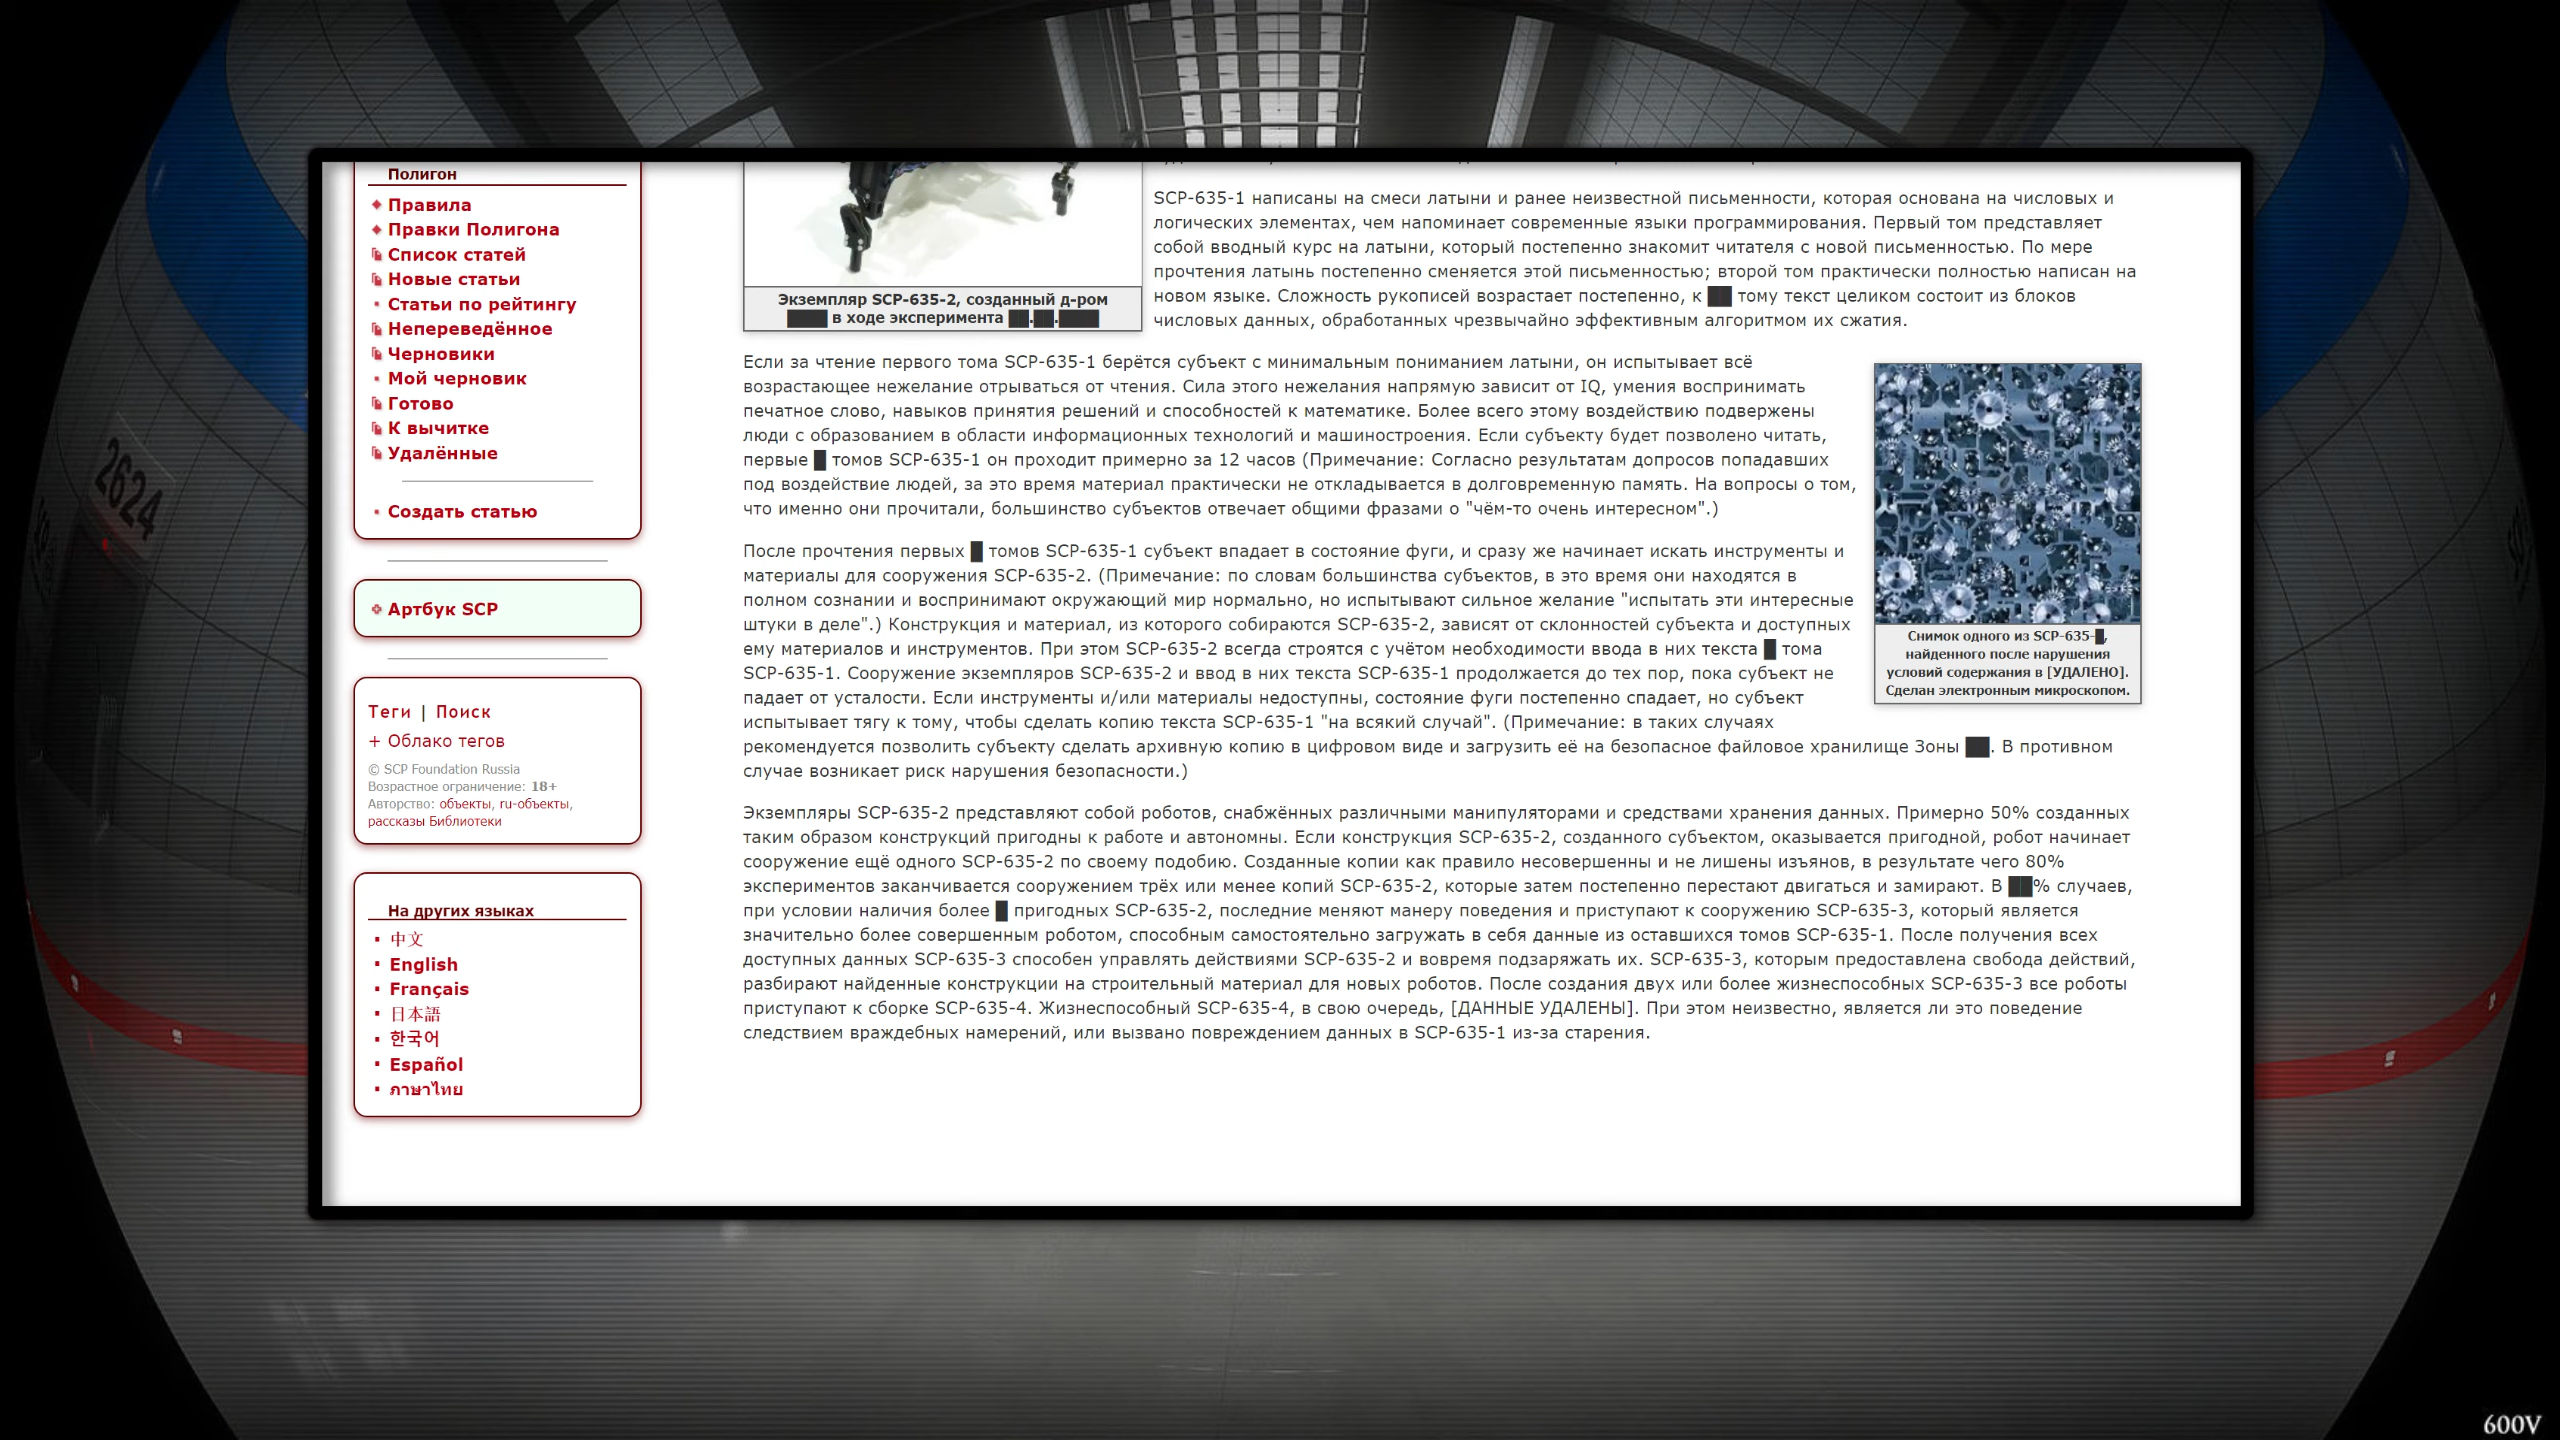 Полигон
Правила
Правки Полигона
Список статей
Новые статьи
Статьи по рейтингу
Непереведённое
Черновики
Мой черновик
Готово
К вычитке
Удалённые
Создать статью
Артбук SCP
Теги | Поиск
+ Облако тегов
© SCP Foundation Russia
Возрастное ограничение: 18+
Авторство: объекты, ru-объекты,
рассказы Библиотеки
На других языках
中文
English
Français
日本語
한국어
Español
ภาษาไทย
Экземпляр SCP-635-2, созданный д-ром
████ в ходе эксперимента ██.██.████
SCP-635-1 написаны на смеси латыни и ранее неизвестной письменности, которая основана на числовых и
логических элементах, чем напоминает современные языки программирования. Первый том представляет
собой вводный курс на латыни, который постепенно знакомит читателя с новой письменностью. По мере
прочтения латынь постепенно сменяется этой письменностью; второй том практически полностью написан на
новом языке. Сложность рукописей возрастает постепенно, к ██ тому текст целиком состоит из блоков
числовых данных, обработанных чрезвычайно эффективным алгоритмом их сжатия.
Если за чтение первого тома SCP-635-1 берётся субъект с минимальным пониманием латыни, он испытывает всё
возрастающее нежелание отрываться от чтения. Сила этого нежелания напрямую зависит от IQ, умения воспринимать
печатное слово, навыков принятия решений и способностей к математике. Более всего этому воздействию подвержены
люди с образованием в области информационных технологий и машиностроения. Если субъекту будет позволено читать,
первые █ томов SCP-635-1 он проходит примерно за 12 часов (Примечание: Согласно результатам допросов попадавших
под воздействие людей, за это время материал практически не откладывается в долговременную память. На вопросы о том,
что именно они прочитали, большинство субъектов отвечает общими фразами о "чём-то очень интересном".)
После прочтения первых █ томов SCP-635-1 субъект впадает в состояние фуги, и сразу же начинает искать инструменты и
материалы для сооружения SCP-635-2. (Примечание: по словам большинства субъектов, в это время они находятся в
полном сознании и воспринимают окружающий мир нормально, но испытывают сильное желание "испытать эти интересные
штуки в деле".) Конструкция и материал, из которого собираются SCP-635-2, зависят от склонностей субъекта и доступных
ему материалов и инструментов. При этом SCP-635-2 всегда строятся с учётом необходимости ввода в них текста █ тома
SCP-635-1. Сооружение экземпляров SCP-635-2 и ввод в них текста SCP-635-1 продолжается до тех пор, пока субъект не
падает от усталости. Если инструменты и/или материалы недоступны, состояние фуги постепенно спадает, но субъект
испытывает тягу к тому, чтобы сделать копию текста SCP-635-1 "на всякий случай". (Примечание: в таких случаях
рекомендуется позволить субъекту сделать архивную копию в цифровом виде и загрузить её на безопасное файловое хранилище Зоны ██. В противном
случае возникает риск нарушения безопасности.)
Снимок одного из SCP-635-█,
найденного после нарушения
условий содержания в [УДАЛЕНО].
Сделан электронным микроскопом.
Экземпляры SCP-635-2 представляют собой роботов, снабжённых различными манипуляторами и средствами хранения данных. Примерно 50% созданных
таким образом конструкций пригодны к работе и автономны. Если конструкция SCP-635-2, созданного субъектом, оказывается пригодной, робот начинает
сооружение ещё одного SCP-635-2 по своему подобию. Созданные копии как правило несовершенны и не лишены изъянов, в результате чего 80%
экспериментов заканчивается сооружением трёх или менее копий SCP-635-2, которые затем постепенно перестают двигаться и замирают. В ██% случаев,
при условии наличия более █ пригодных SCP-635-2, последние меняют манеру поведения и приступают к сооружению SCP-635-3, который является
значительно более совершенным роботом, способным самостоятельно загружать в себя данные из оставшихся томов SCP-635-1. После получения всех
доступных данных SCP-635-3 способен управлять действиями SCP-635-2 и вовремя подзаряжать их. SCP-635-3, которым предоставлена свобода действий,
разбирают найденные конструкции на строительный материал для новых роботов. После создания двух или более жизнеспособных SCP-635-3 все роботы
приступают к сборке SCP-635-4. Жизнеспособный SCP-635-4, в свою очередь, [ДАННЫЕ УДАЛЕНЫ]. При этом неизвестно, является ли это поведение
следствием враждебных намерений, или вызвано повреждением данных в SCP-635-1 из-за старения.
2624
600V